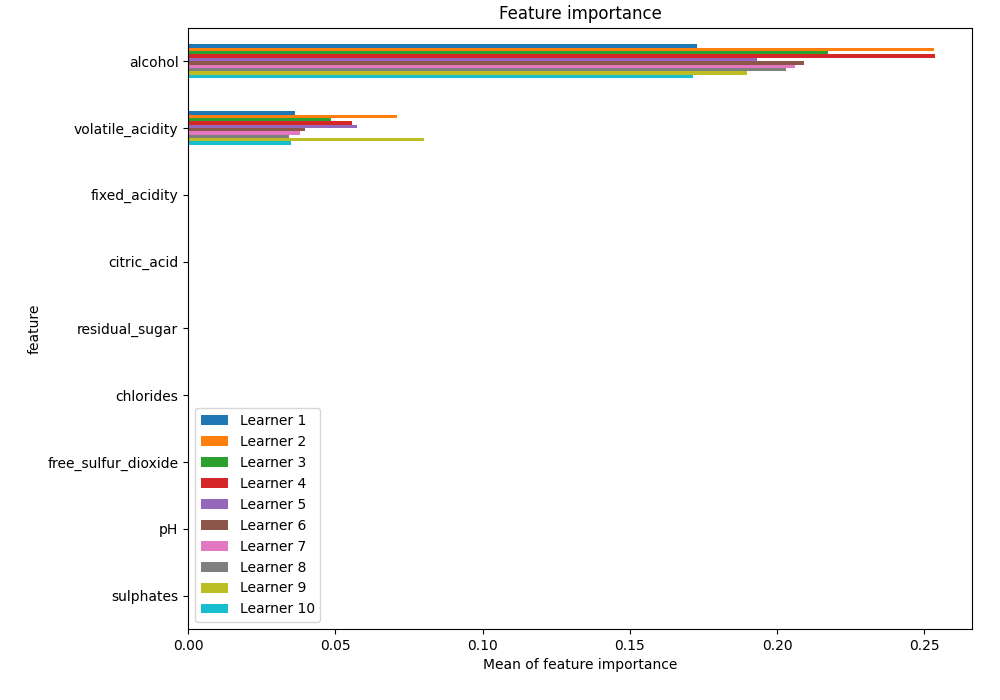 Feature importance
alcohol
volatile_acidity
fixed_acidity
citric_acid
residual_sugar
chlorides
free_sulfur_dioxide
pH
sulphates
feature
Learner 1
Learner 2
Learner 3
Learner 4
Learner 5
Learner 6
Learner 7
Learner 8
Learner 9
Learner 10
0.00 0.05 0.10 0.15 0.20 0.25
Mean of feature importance